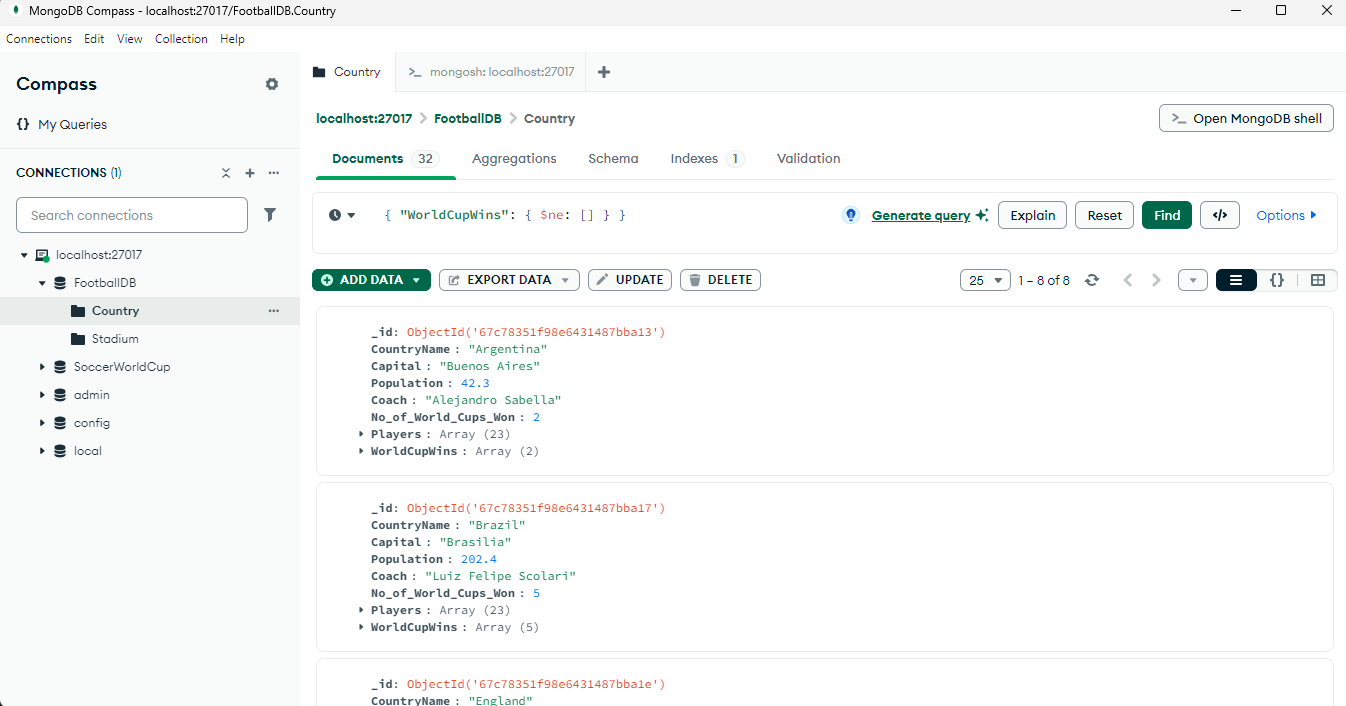 MongoDB Compass - localhost:27017/FootballDB.Country
Connections Edit View Collection Help
Compass
{} My Queries
CONNECTIONS (1)
Search connections
localhost:27017
FootballDB
Country
Stadium
SoccerWorldCup
admin
config
local
Country
>_ mongosh: localhost:27017
localhost:27017 > FootballDB > Country
>_ Open MongoDB shell
Documents 32 Aggregations Schema Indexes 1 Validation
{ "WorldCupWins": { $ne: [] } }
Generate query Explain Reset Find </> Options
ADD DATA EXPORT DATA UPDATE DELETE
25 1 – 8 of 8 {}
_id: ObjectId('67c78351f98e6431487bba13')
CountryName : "Argentina"
Capital : "Buenos Aires"
Population : 42.3
Coach : "Alejandro Sabella"
No_of_World_Cups_Won : 2
Players : Array (23)
WorldCupWins : Array (2)
_id: ObjectId('67c78351f98e6431487bba17')
CountryName : "Brazil"
Capital : "Brasilia"
Population : 202.4
Coach : "Luiz Felipe Scolari"
No_of_World_Cups_Won : 5
Players : Array (23)
WorldCupWins : Array (5)
_id: ObjectId('67c78351f98e6431487bba1e')
CountryName : "England"